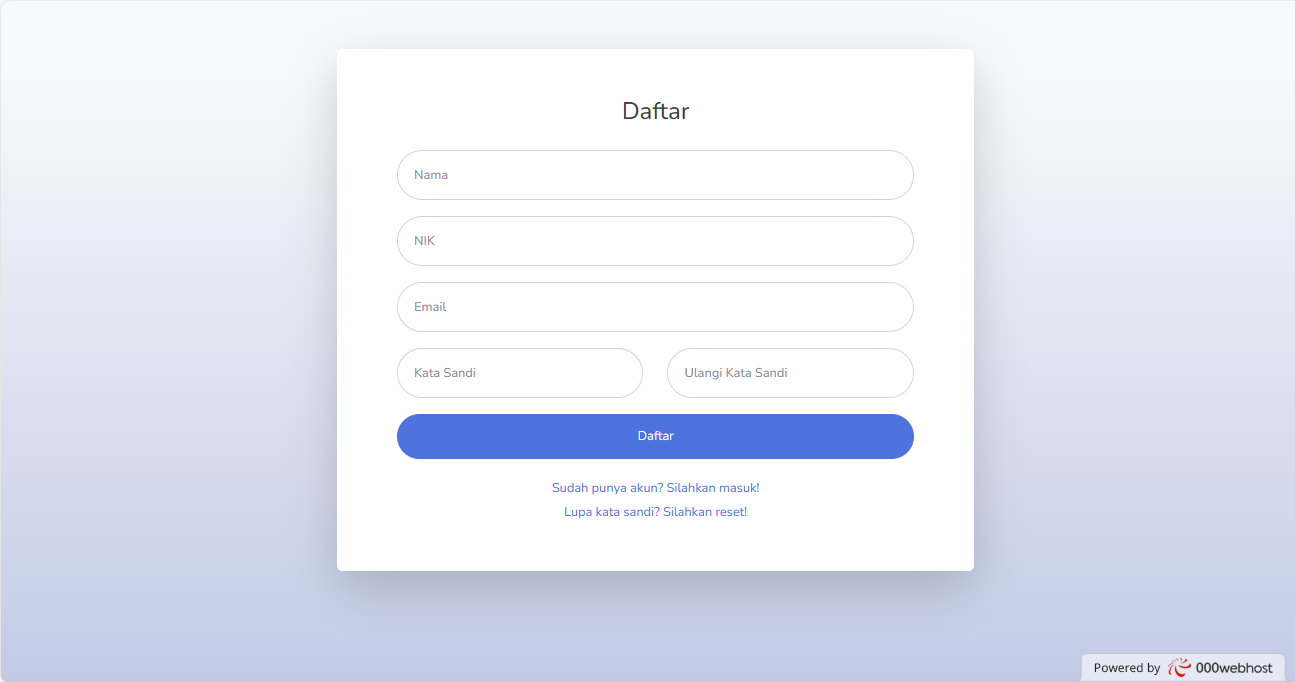 Daftar
Nama
NIK
Email
Kata Sandi
Ulangi Kata Sandi
Daftar
Sudah punya akun? Silahkan masuk!
Lupa kata sandi? Silahkan reset!
Powered by 000webhost